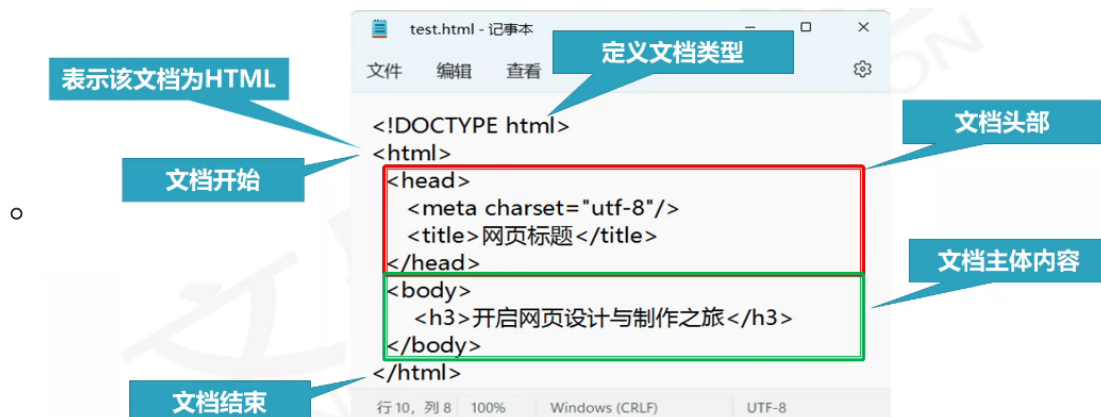 test.html - 记事本
文件 编辑 查看
定义文档类型
表示该文档为HTML
<!DOCTYPE html>
<html>
文档开始
文档头部
<head>
<meta charset="utf-8"/>
<title>网页标题</title>
</head>
文档主体内容
<body>
<h3>开启网页设计与制作之旅</h3>
</body>
</html>
文档结束
行 10, 列 8 100% Windows (CRLF) UTF-8